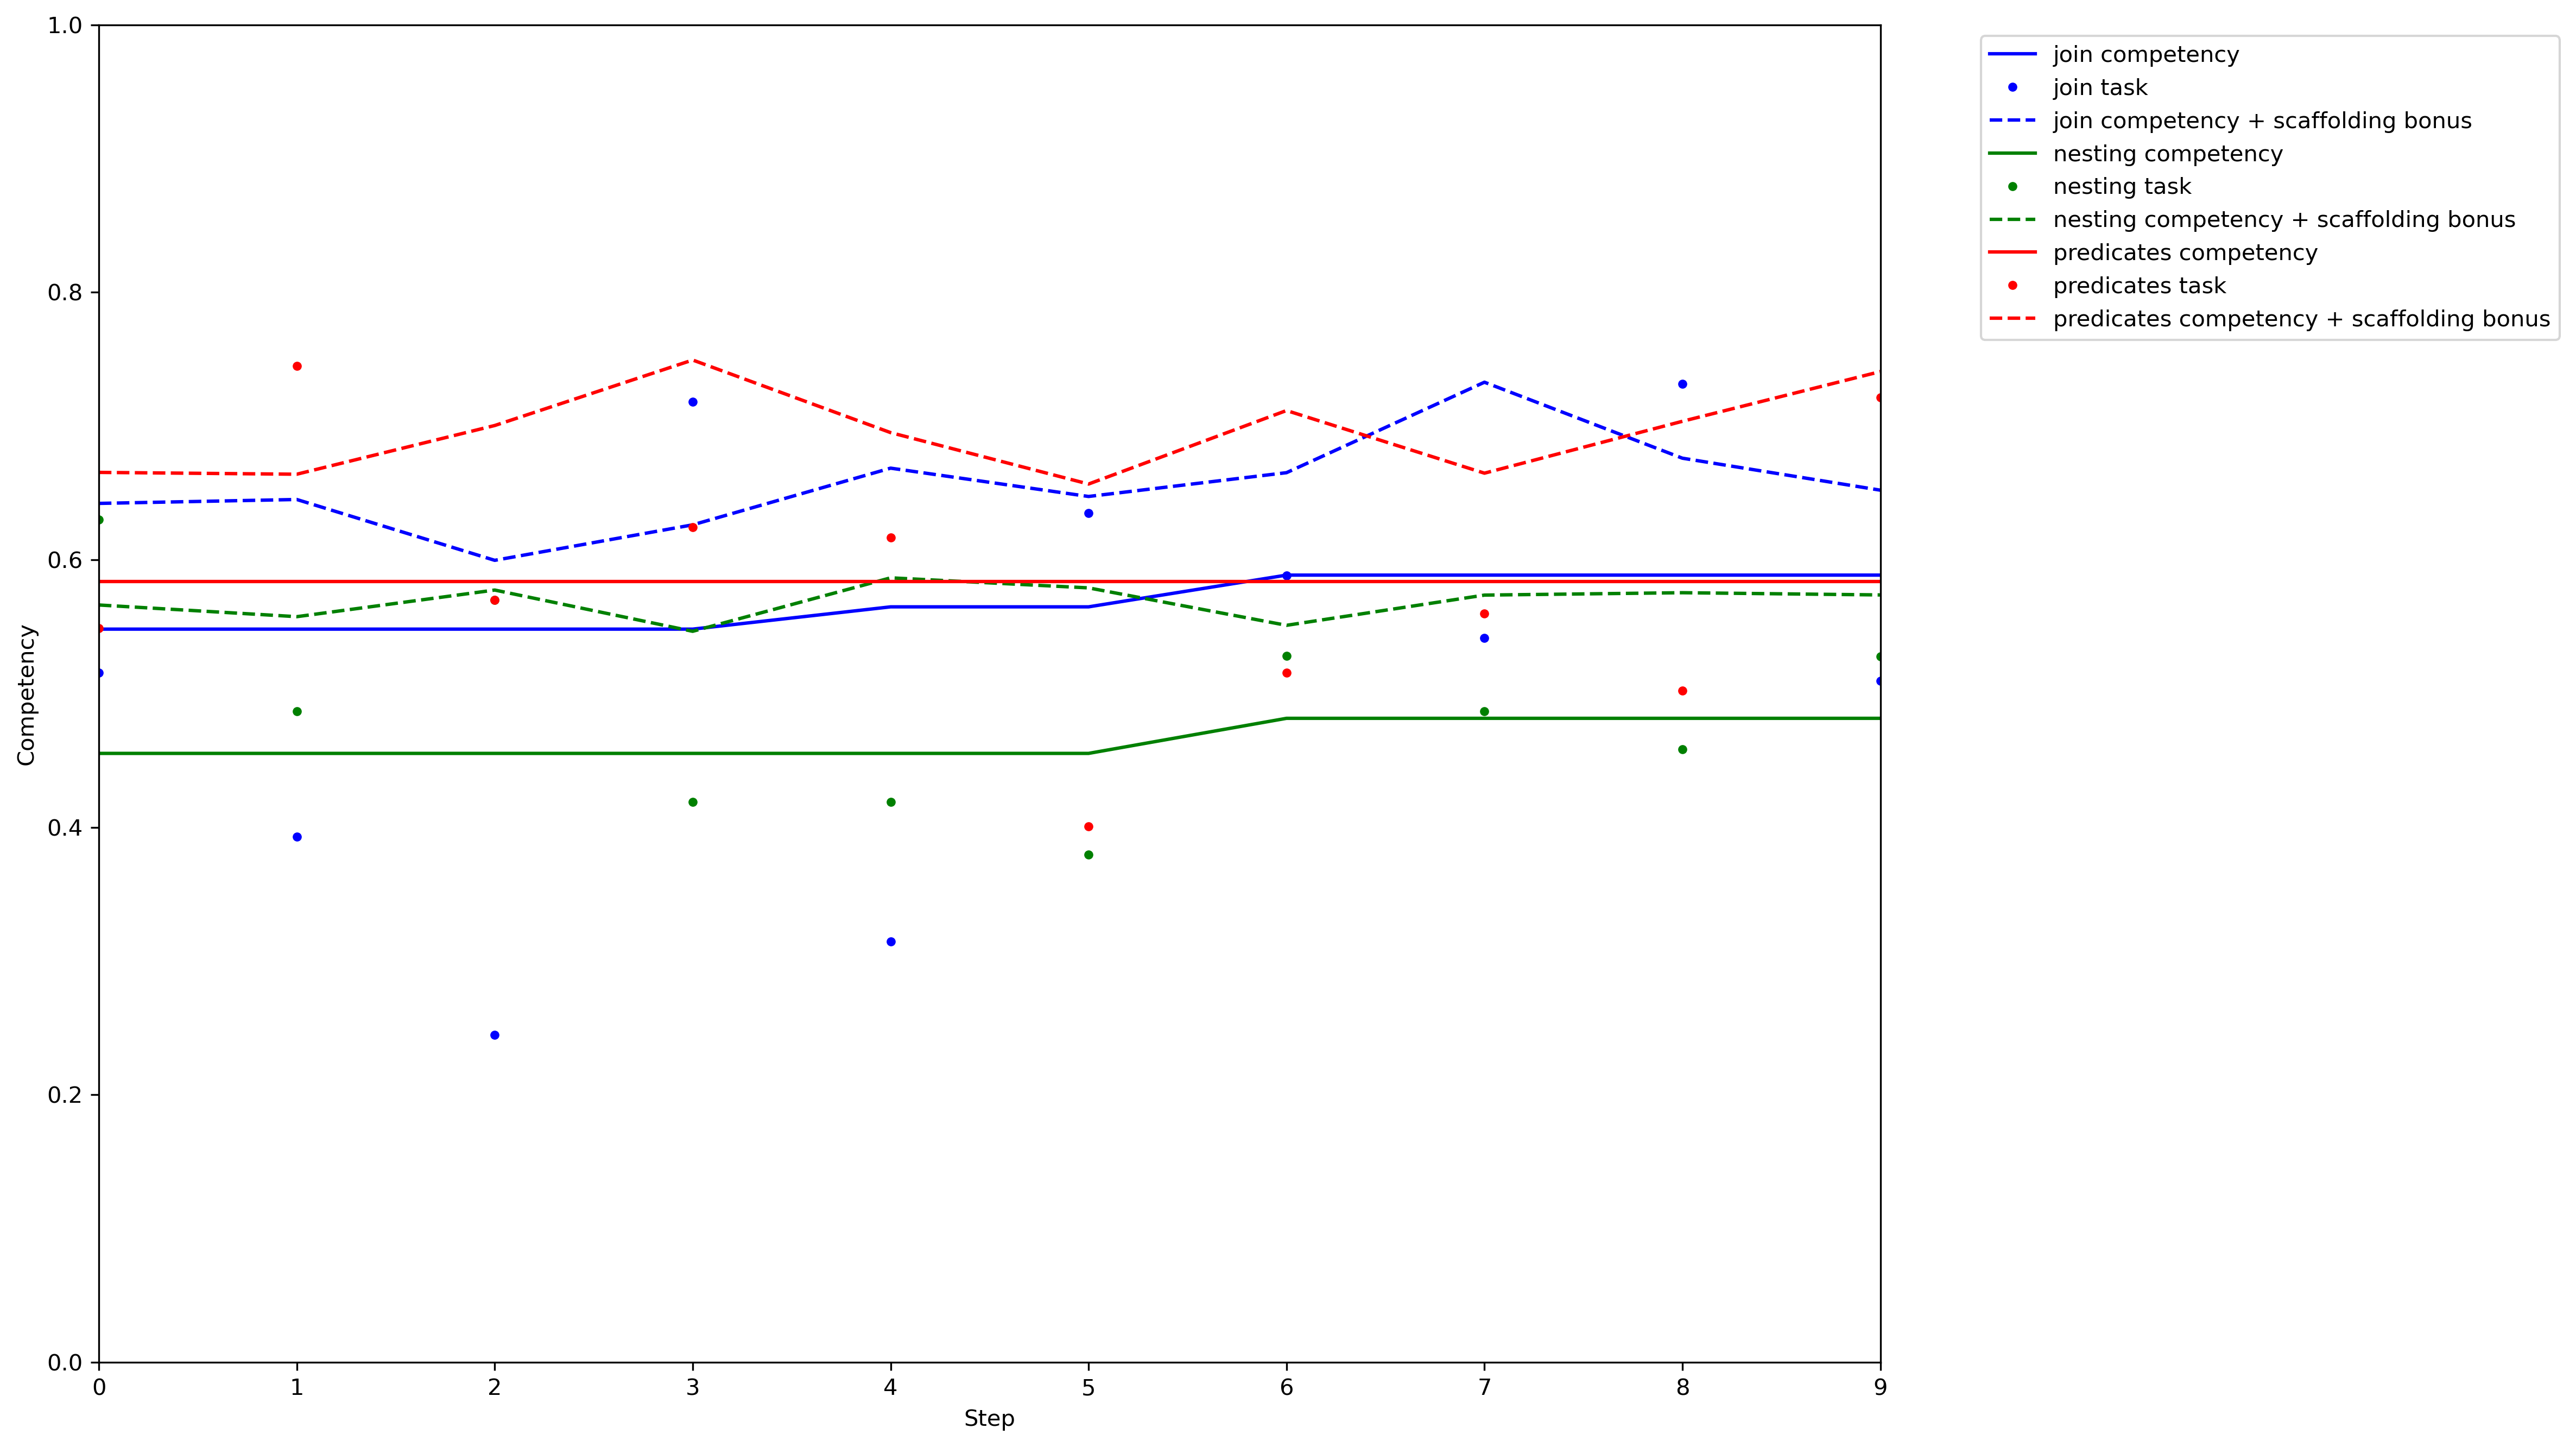 1.0
0.8
0.6
0.4
0.2
0.0
Competency
0 1 2 3 4 5 6 7 8 9
Step
join competency
join task
join competency + scaffolding bonus
nesting competency
nesting task
nesting competency + scaffolding bonus
predicates competency
predicates task
predicates competency + scaffolding bonus